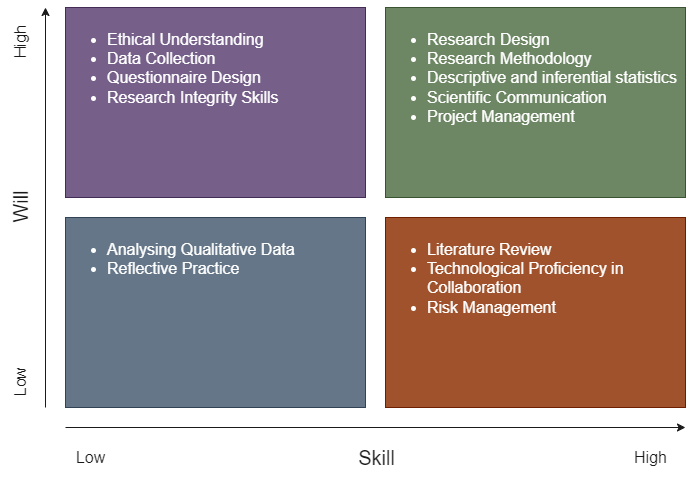 High
Will
Low
• Ethical Understanding
• Data Collection
• Questionnaire Design
• Research Integrity Skills
• Research Design
• Research Methodology
• Descriptive and inferential statistics
• Scientific Communication
• Project Management
• Analysing Qualitative Data
• Reflective Practice
• Literature Review
• Technological Proficiency in
Collaboration
• Risk Management
Low
Skill
High